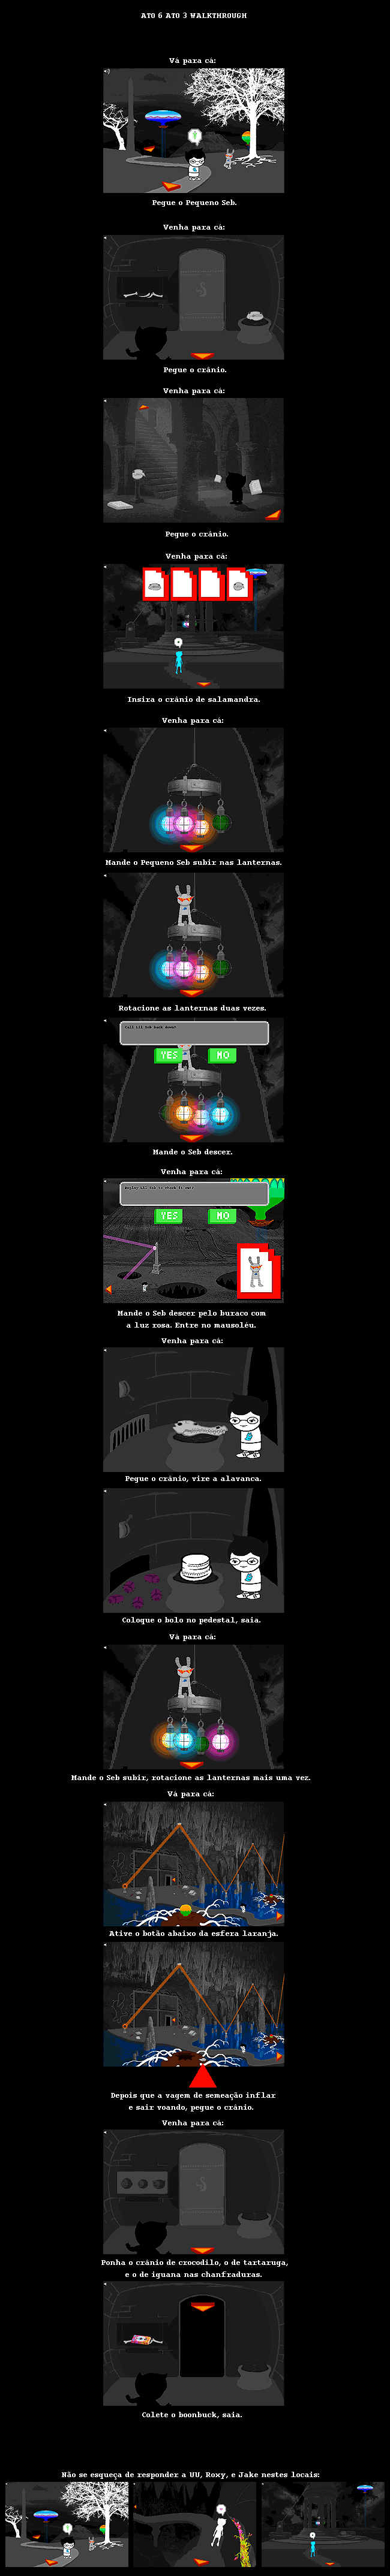 ATO 6 ATO 3 WALKTHROUGH
Vá para cá:
Pegue o Pequeno Seb.
Venha para cá:
Pegue o crânio.
Venha para cá:
Pegue o crânio.
Venha para cá:
Insira o crânio de salamandra.
Venha para cá:
Mande o Pequeno Seb subir nas lanternas.
Rotacione as lanternas duas vezes.
YES NO
Mande o Seb descer.
Venha para cá:
YES NO
Mande o Seb descer pelo buraco com
a luz rosa. Entre no mausoléu.
Venha para cá:
Pegue o crânio, vire a alavanca.
Coloque o bolo no pedestal, saia.
Vá para cá:
Mande o Seb subir, rotacione as lanternas mais uma vez.
Vá para cá:
Ative o botão abaixo da esfera laranja.
Depois que a vagem de semeação inflar
e sair voando, pegue o crânio.
Venha para cá:
Ponha o crânio de crocodilo, o de tartaruga,
e o de iguana nas chanfraduras.
Colete o boonbuck, saia.
Não se esqueça de responder a UU, Roxy, e Jake nestes locais: